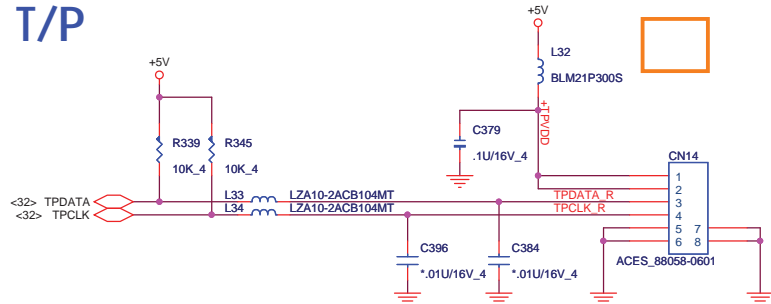 T/P
+5V
L32
BLM21P300S
+5V
+TPVDD
C379
.1U/16V_4
R339
R345
10K_4
10K_4
CN14
1
2
3
4
5
6
7
8
<32> TPDATA
L33
LZA10-2ACB104MT
TPDATA_R
<32> TPCLK
L34
LZA10-2ACB104MT
TPCLK_R
ACES_88058-0601
C396
*.01U/16V_4
C384
*.01U/16V_4